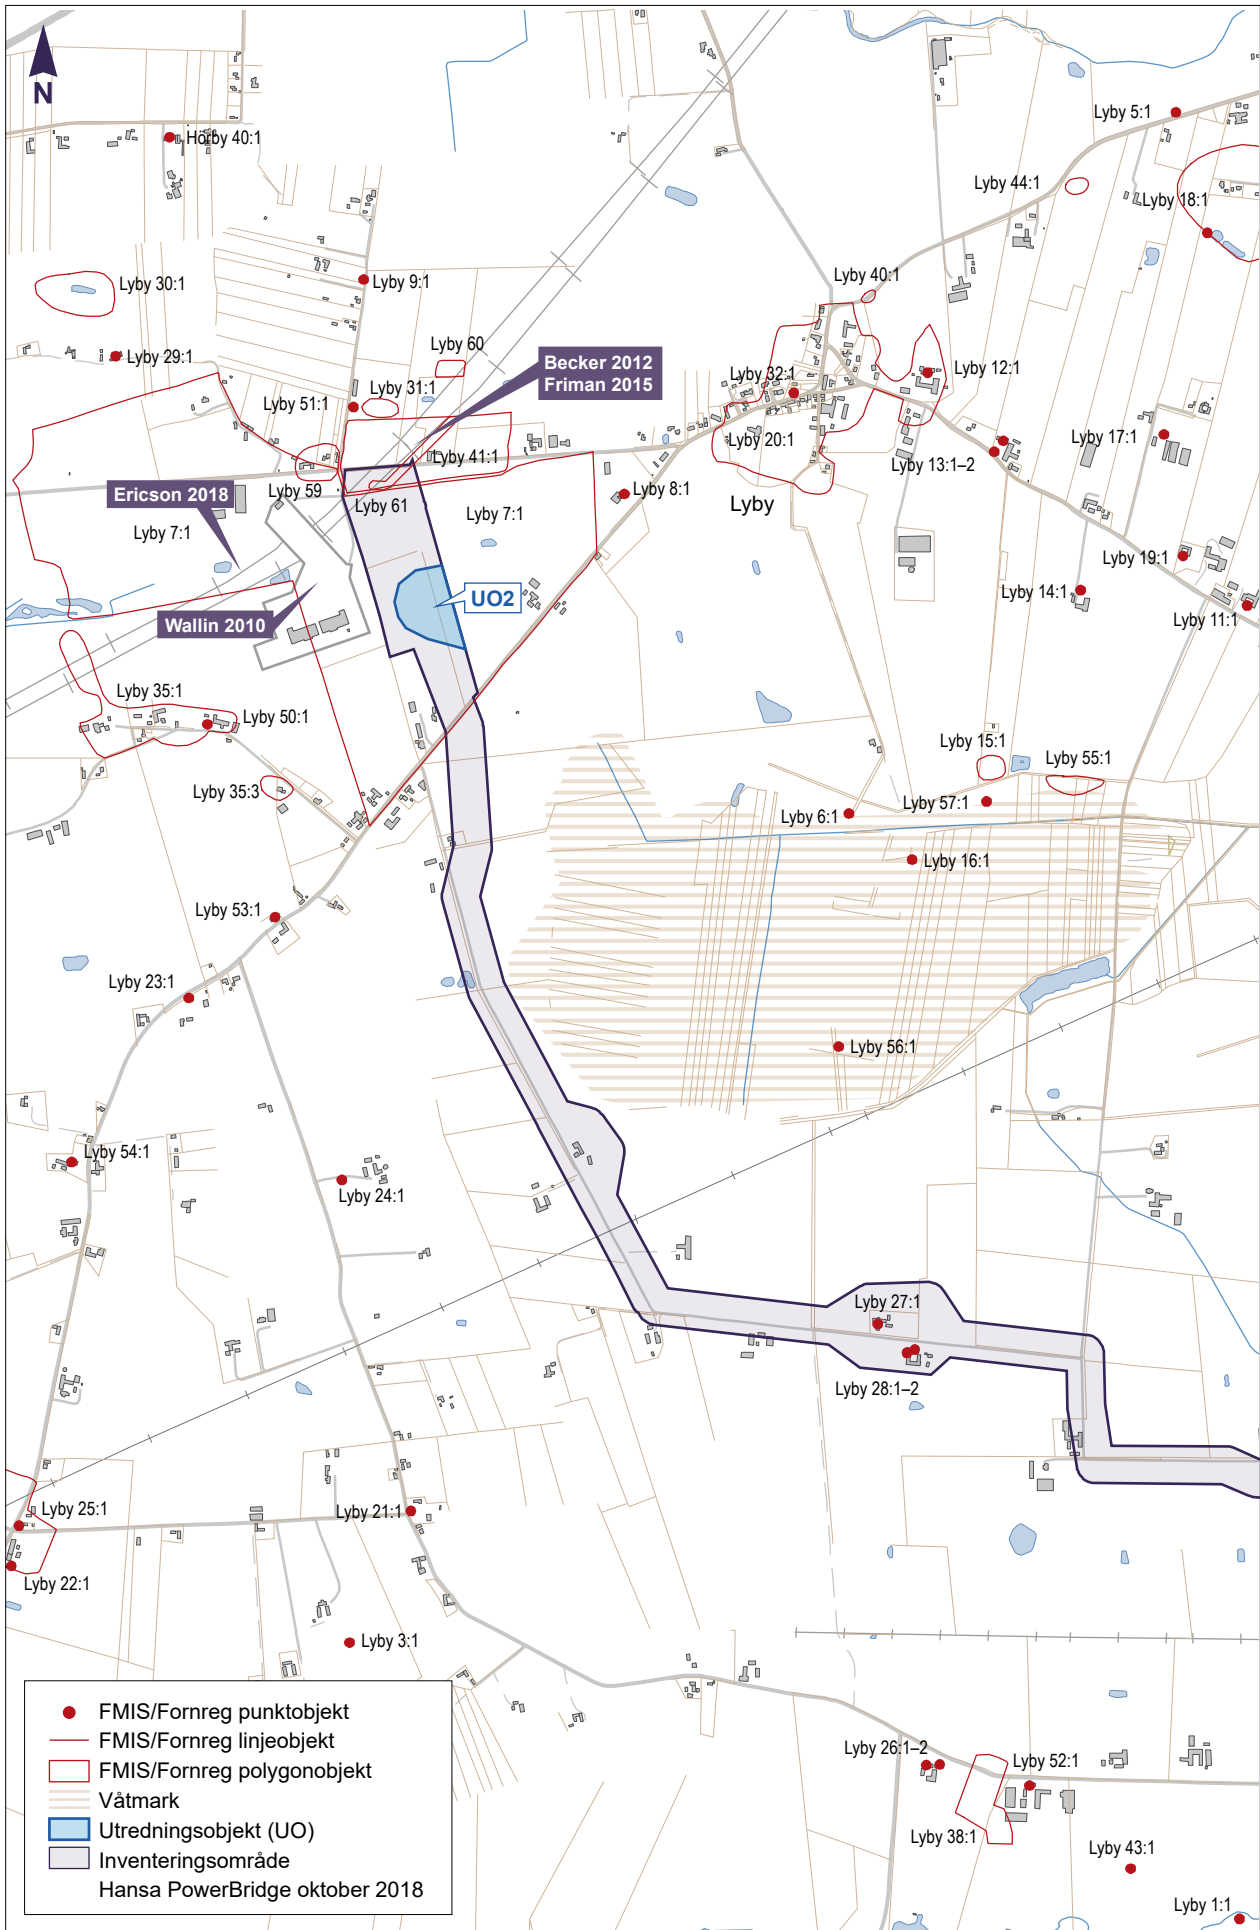 N
Hörby 40:1
Lyby 5:1
Lyby 44:1
Lyby 18:1
Lyby 30:1
Lyby 9:1
Lyby 40:1
Lyby 29:1
Lyby 60
Becker 2012
Friman 2015
Lyby 32:1
Lyby 12:1
Lyby 51:1
Lyby 31:1
Lyby 20:1
Lyby 17:1
Lyby 41:1
Lyby 13:1–2
Lyby 59
Ericson 2018
Lyby 61
Lyby 7:1
Lyby 8:1
Lyby
Lyby 7:1
Lyby 19:1
Lyby 14:1
UO2
Wallin 2010
Lyby 11:1
Lyby 35:1
Lyby 50:1
Lyby 15:1
Lyby 55:1
Lyby 35:3
Lyby 6:1
Lyby 57:1
Lyby 16:1
Lyby 53:1
Lyby 23:1
Lyby 56:1
Lyby 54:1
Lyby 24:1
Lyby 27:1
Lyby 28:1–2
Lyby 25:1
Lyby 21:1
Lyby 22:1
Lyby 3:1
FMIS/Fornreg punktobjekt
FMIS/Fornreg linjeobjekt
FMIS/Fornreg polygonobjekt
Våtmark
Utredningsobjekt (UO)
Inventeringsområde
Hansa PowerBridge oktober 2018
Lyby 26:1–2
Lyby 52:1
Lyby 38:1
Lyby 43:1
Lyby 1:1